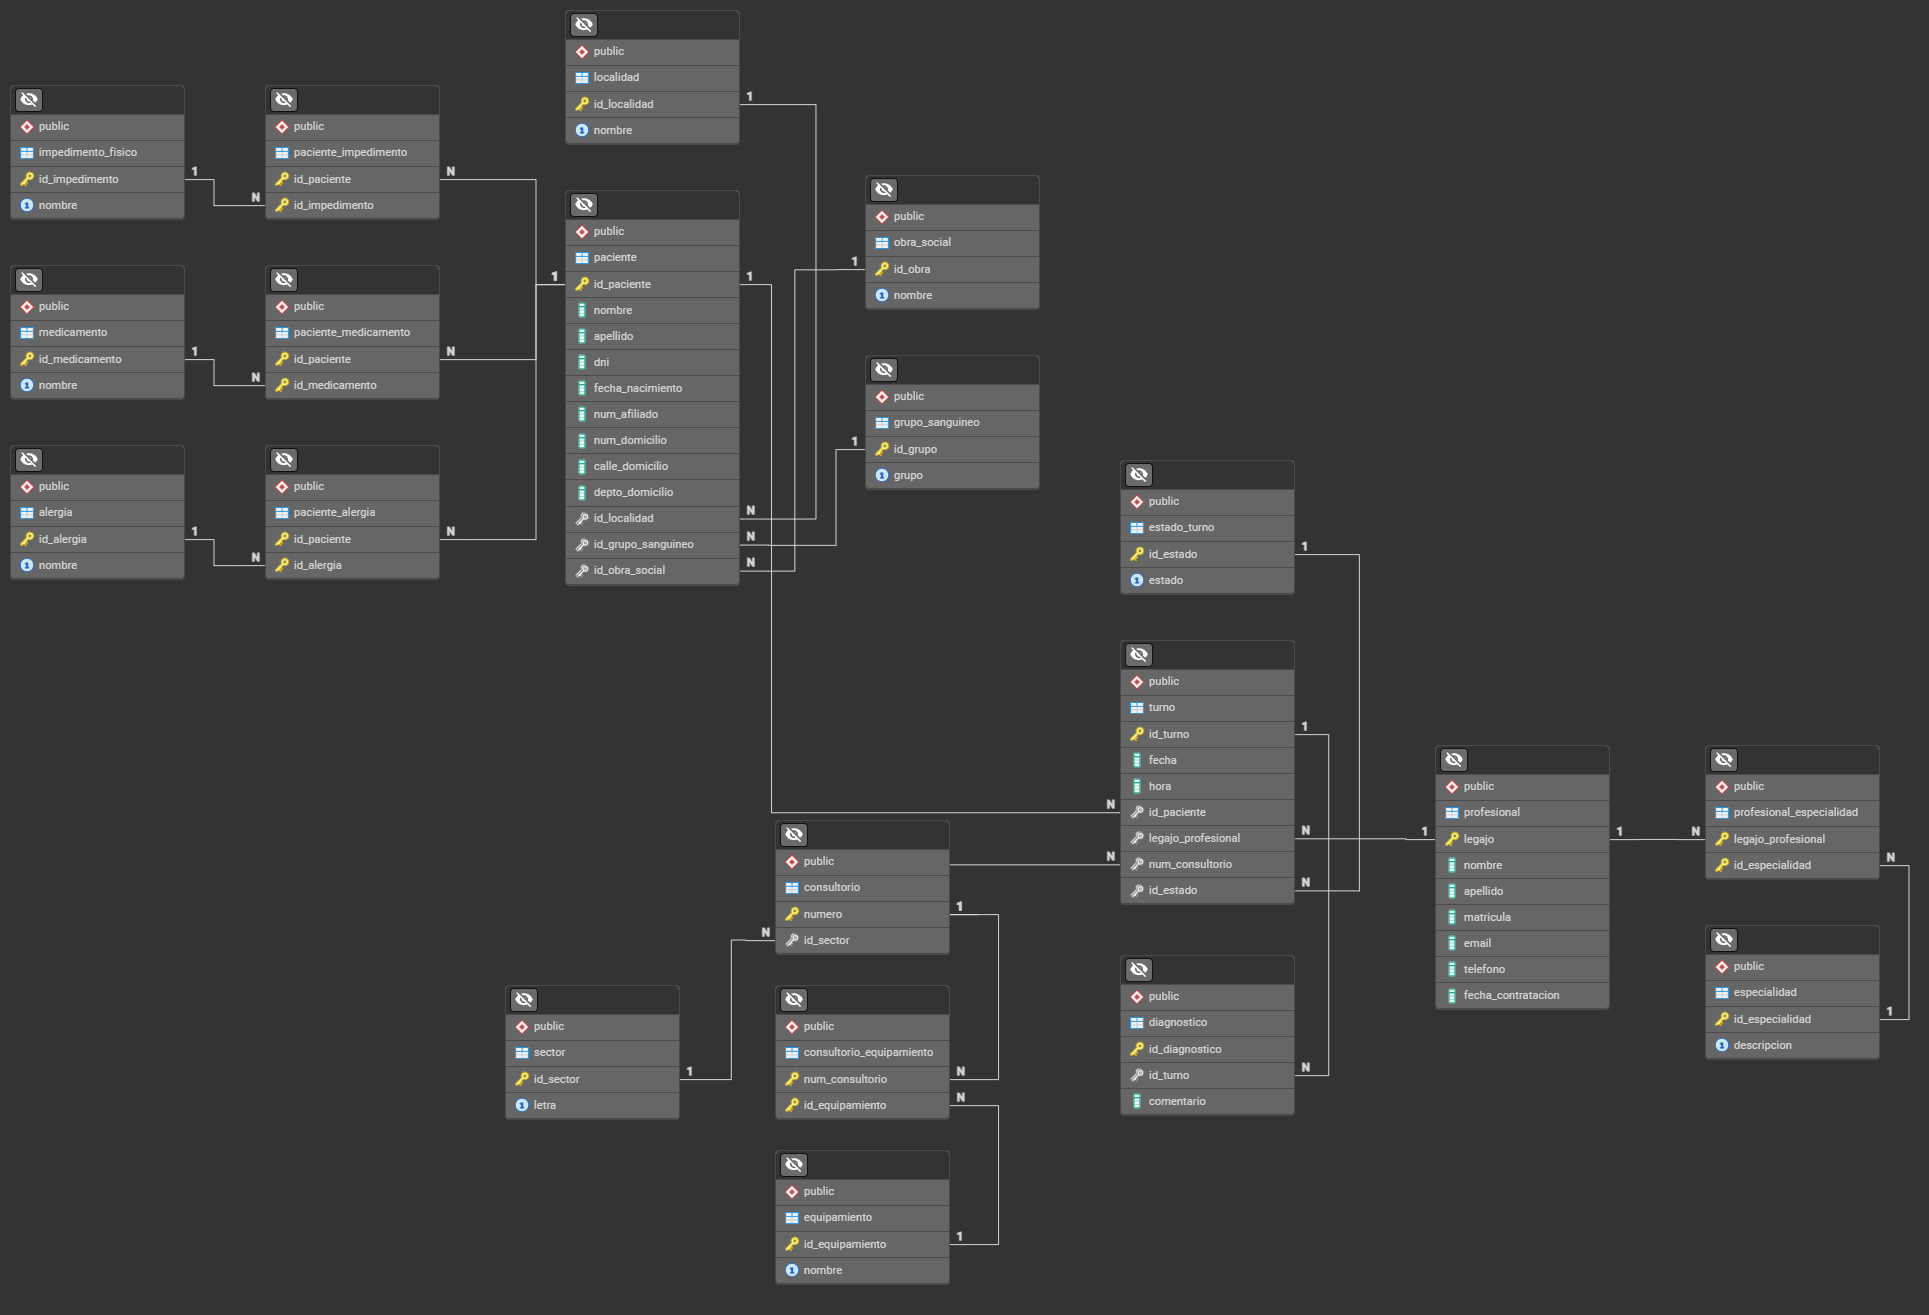 public
localidad
id_localidad
1
nombre
public
impedimento_fisico
id_impedimento
1
nombre
public
paciente_impedimento
id_paciente
N
N
id_impedimento
public
paciente
1
id_paciente
1
nombre
apellido
dni
fecha_nacimiento
num_afiliado
num_domicilio
calle_domicilio
depto_domicilio
id_localidad
N
id_grupo_sanguineo
N
id_obra_social
N
public
obra_social
1
id_obra
nombre
public
medicamento
id_medicamento
1
nombre
public
paciente_medicamento
id_paciente
N
N
id_medicamento
public
grupo_sanguineo
1
id_grupo
1
grupo
public
alergia
id_alergia
1
nombre
public
paciente_alergia
id_paciente
N
N
id_alergia
public
estado_turno
id_estado
1
1
estado
public
turno
id_turno
1
fecha
hora
N
id_paciente
legajo_profesional
N
N
num_consultorio
id_estado
N
public
profesional
1
legajo
1
nombre
apellido
matricula
email
telefono
fecha_contratacion
public
profesional_especialidad
N
legajo_profesional
id_especialidad
N
public
consultorio
numero
1
N
id_sector
public
especialidad
id_especialidad
1
1
descripcion
public
diagnostico
id_diagnostico
id_turno
N
comentario
public
sector
id_sector
1
1
letra
public
consultorio_equipamiento
num_consultorio
N
id_equipamiento
N
public
equipamiento
id_equipamiento
1
1
nombre